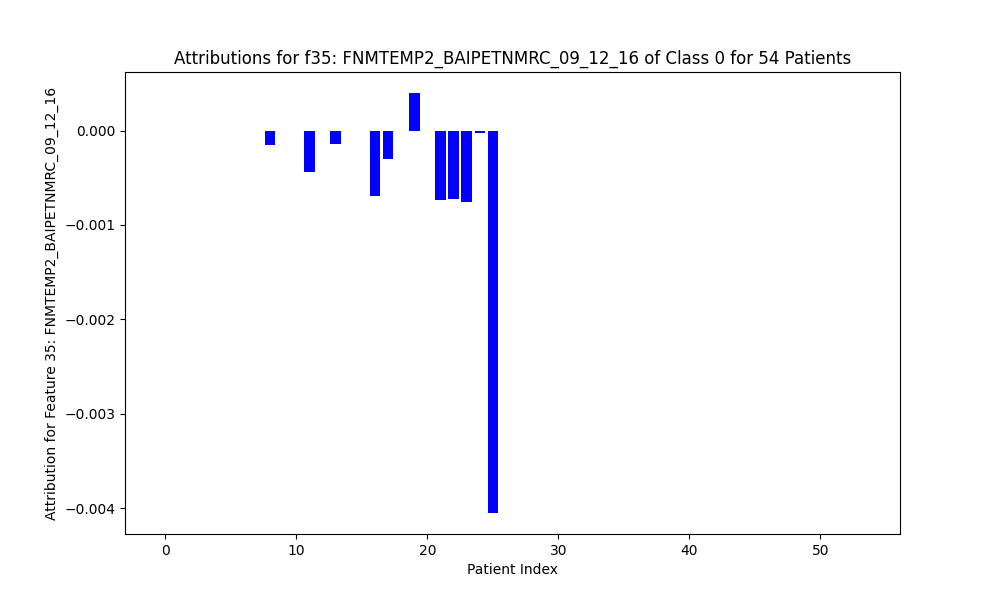 Attributions for f35: FNMTEMP2_BAIPETNMRC_09_12_16 of Class 0 for 54 Patients
Attribution for Feature 35: FNMTEMP2_BAIPETNMRC_09_12_16
0.000
−0.001
−0.002
−0.003
−0.004
0 10 20 30 40 50
Patient Index